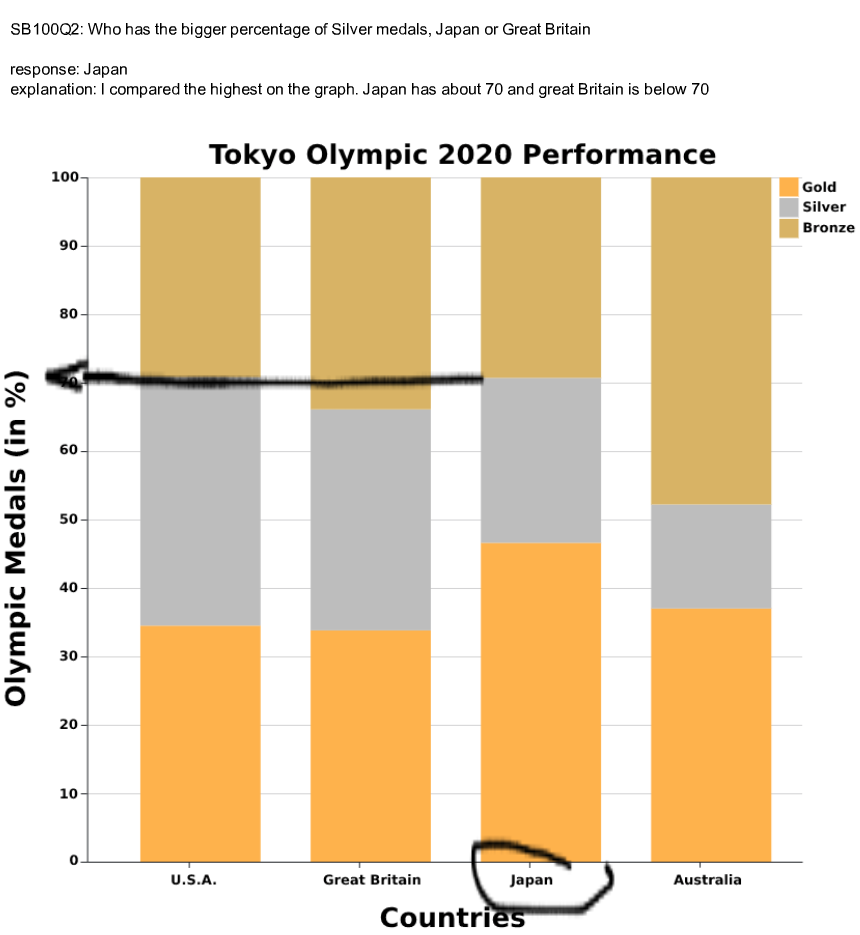 SB100Q2: Who has the bigger percentage of Silver medals, Japan or Great Britain
response: Japan
explanation: I compared the highest on the graph. Japan has about 70 and great Britain is below 70
Tokyo Olympic 2020 Performance
Gold
Silver
Bronze
100
90
80
70
60
50
40
30
20
10
0
Olympic Medals (in %)
U.S.A.
Great Britain
Japan
Australia
Countries